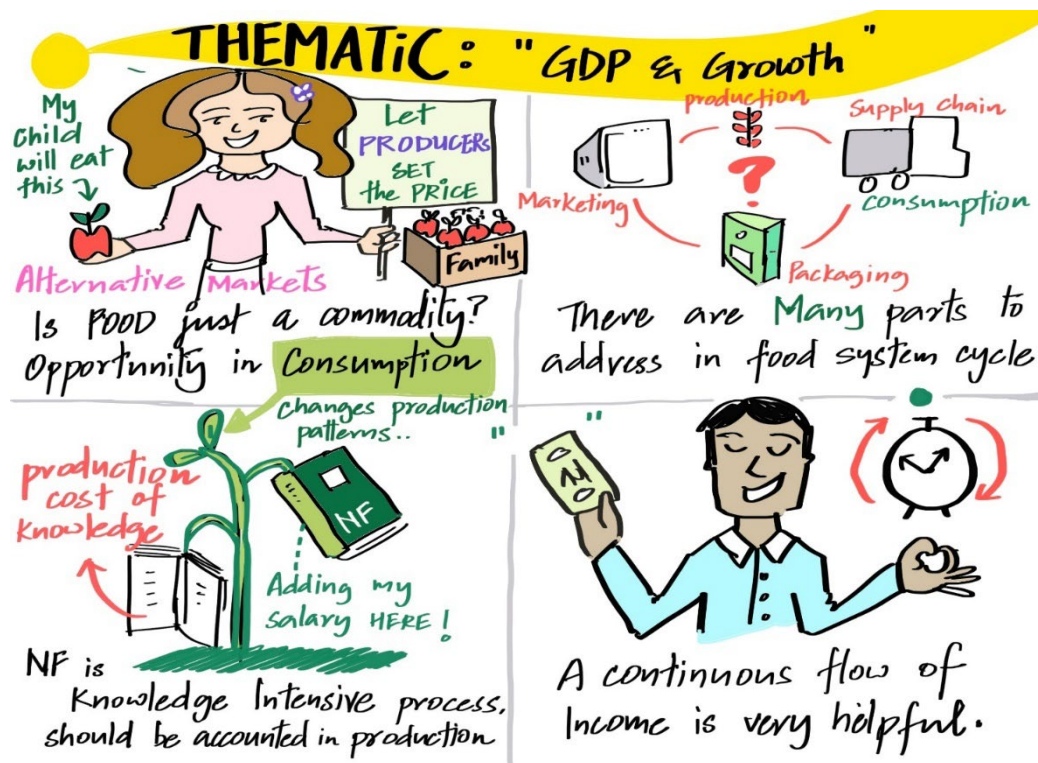 THEMATIC: "GDP & Growth"
My
Child
will eat
this
Let
PRODUCERS
SET
the PRICE
Family
Alternative Markets
Is FOOD just a commodity?
Opportunity in Consumption
production
Supply chain
?
Marketing
Consumption
Packaging
There are Many parts to
address in food system cycle
changes production
patterns..
production
cost of
knowledge
NF
Adding my
salary HERE!
NF is
Knowledge Intensive process,
should be accounted in production
" "
A continuous flow of
Income is very helpful.